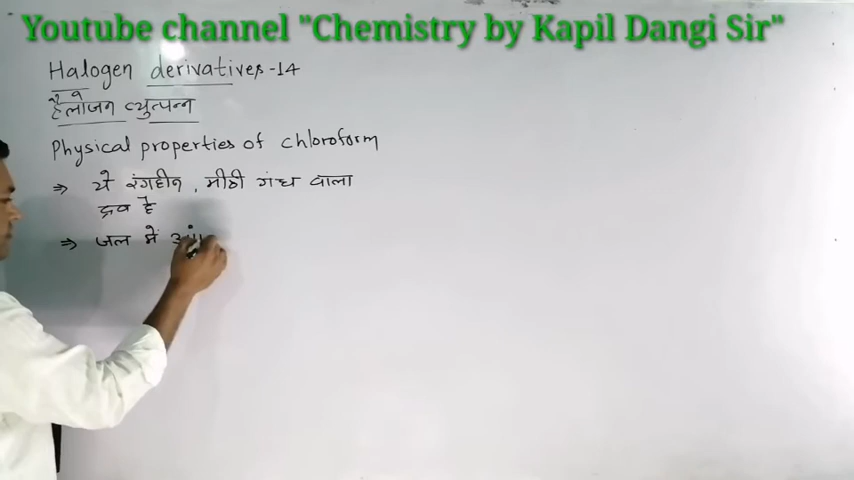 Youtube channel "Chemistry by Kapil Dangi Sir"
Halogen derivatives-14
हैलोजन व्युत्पन्न
Physical properties of chloroform
⇒ ये रंगहीन, मीठी गंध वाला
द्रव है
⇒ जल में